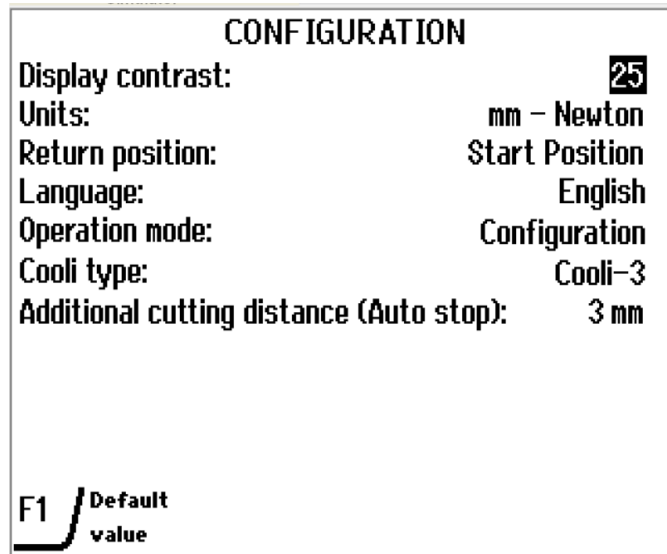 CONFIGURATION
Display contrast: 25
Units: mm - Newton
Return position: Start Position
Language: English
Operation mode: Configuration
Cooli type: Cooli-3
Additional cutting distance (Auto stop): 3 mm
F1 Default
value